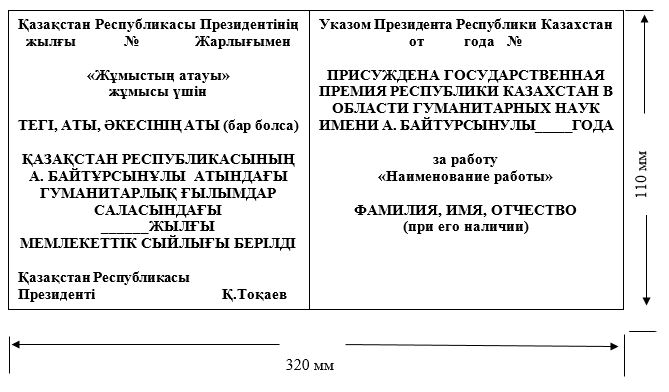 Қазақстан Республикасы Президентінің
жылғы № Жарлығымен
«Жұмыстың атауы»
жұмысы үшін
ТЕГІ, АТЫ, ӘКЕСІНІҢ АТЫ (бар болса)
ҚАЗАҚСТАН РЕСПУБЛИКАСЫНЫҢ
А. БАЙТҰРСЫНҰЛЫ АТЫНДАҒЫ
ГУМАНИТАРЛЫҚ ҒЫЛЫМДАР
САЛАСЫНДАҒЫ
______ЖЫЛҒЫ
МЕМЛЕКЕТТІК СЫЙЛЫҒЫ БЕРІЛДІ
Қазақстан Республикасы
Президенті Қ.Тоқаев
Указом Президента Республики Казахстан
от года №
ПРИСУЖДЕНА ГОСУДАРСТВЕННАЯ
ПРЕМИЯ РЕСПУБЛИКИ КАЗАХСТАН В
ОБЛАСТИ ГУМАНИТАРНЫХ НАУК
ИМЕНИ А. БАЙТУРСЫНУЛЫ_____ГОДА
за работу
«Наименование работы»
ФАМИЛИЯ, ИМЯ, ОТЧЕСТВО
(при его наличии)
110 мм
320 мм